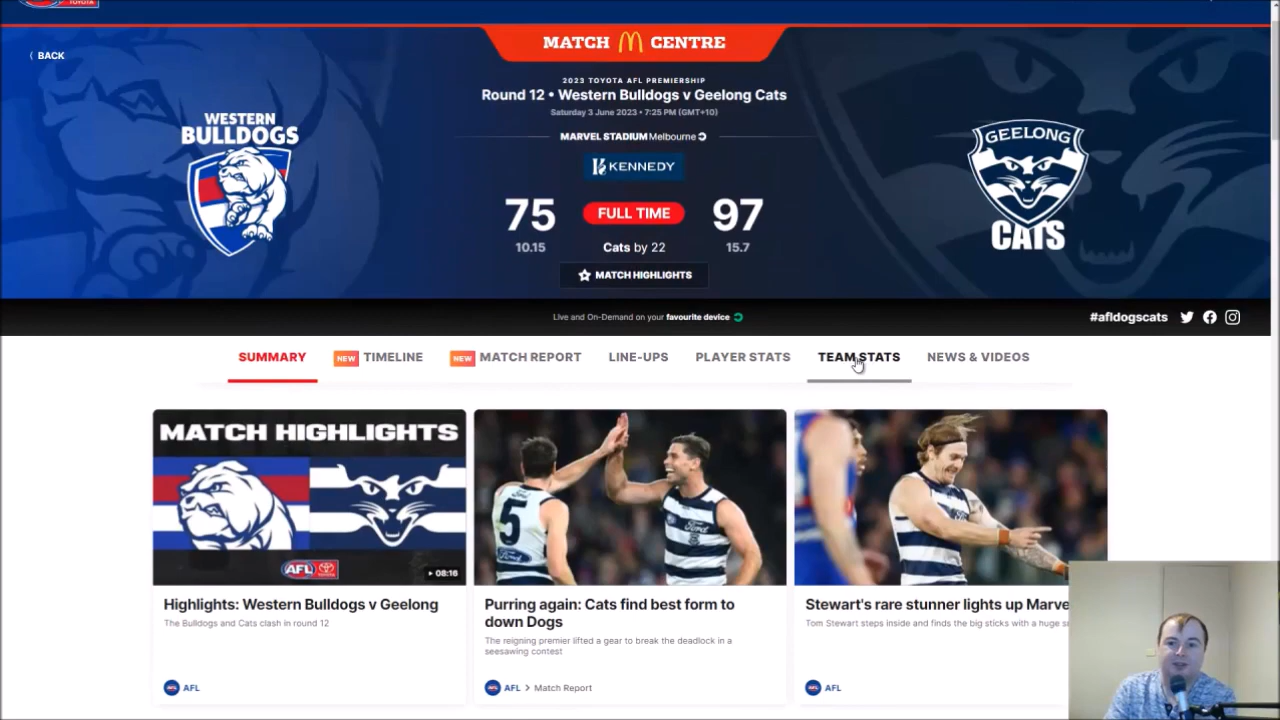 TOYOTA
BACK
MATCH CENTRE
2023 TOYOTA AFL PREMIERSHIP
Round 12 • Western Bulldogs v Geelong Cats
Saturday 3 June 2023 • 7:25 PM (GMT+10)
MARVEL STADIUM Melbourne
KENNEDY
WESTERN
BULLDOGS
GEELONG
CATS
75 FULL TIME 97
10.15 Cats by 22 15.7
MATCH HIGHLIGHTS
Live and On-Demand on your favourite device
#afldogscats
SUMMARY NEW TIMELINE NEW MATCH REPORT LINE-UPS PLAYER STATS TEAM STATS NEWS & VIDEOS
MATCH HIGHLIGHTS
AFL
08:16
5
Ford
Ford
Highlights: Western Bulldogs v Geelong
The Bulldogs and Cats clash in round 12
AFL
Purring again: Cats find best form to
down Dogs
The reigning premier lifted a gear to break the deadlock in a
seesawing contest
AFL > Match Report
Stewart's rare stunner lights up Marve
Tom Stewart steps inside and finds the big sticks with a huge
AFL